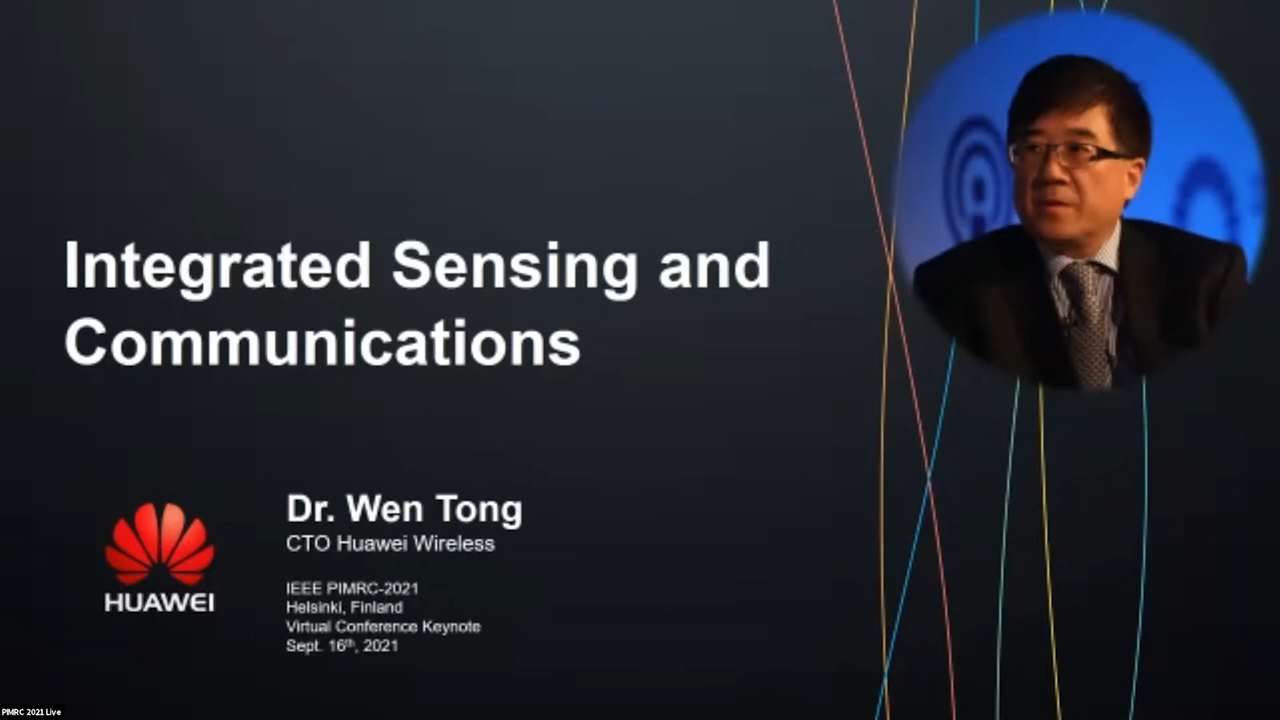 Integrated Sensing and
Communications
Dr. Wen Tong
CTO Huawei Wireless
HUAWEI
IEEE PIMRC-2021
Helsinki, Finland
Virtual Conference Keynote
Sept. 16th, 2021
PIMRC 2021 Live